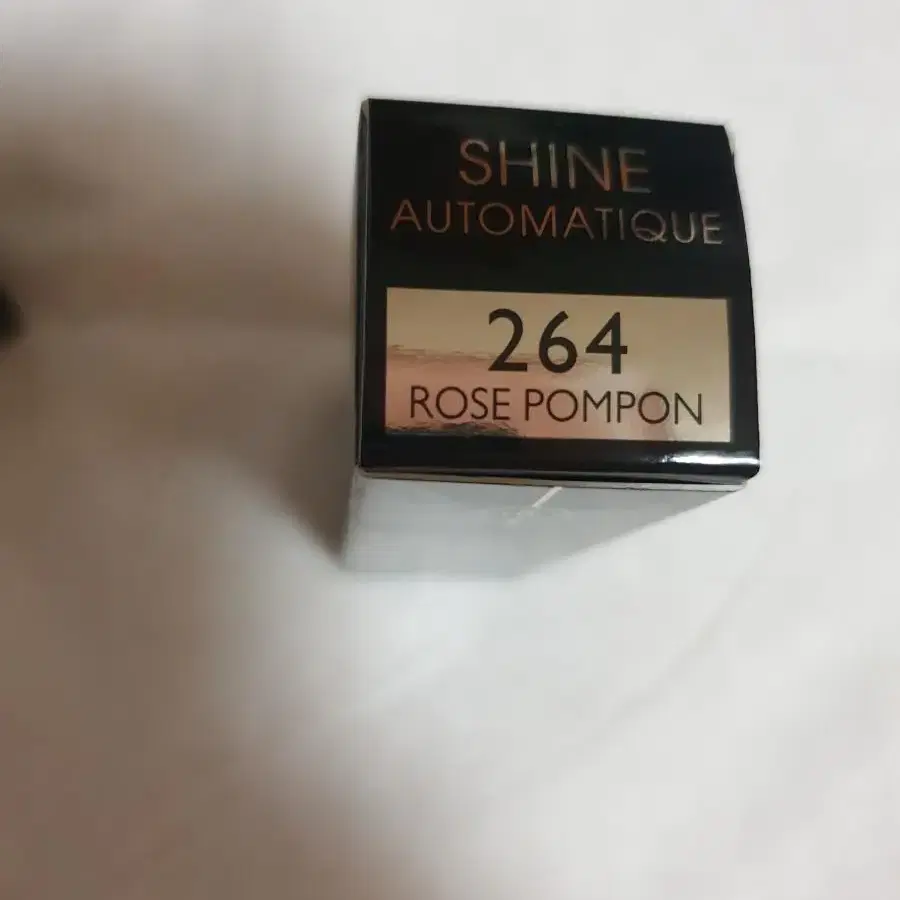 SHINE
AUTOMATIQUE
264
ROSE POMPON